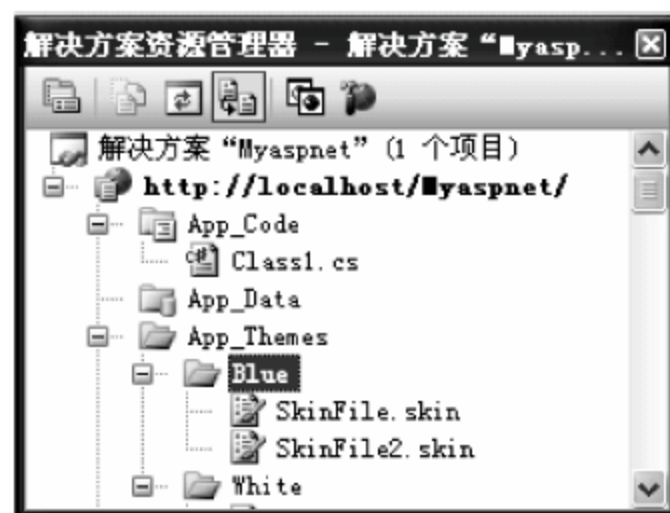 解决方案资源管理器 - 解决方案“Myasp...
解决方案“Myaspnet”(1 个项目)
http://localhost/Myaspnet/
App_Code
Class1.cs
App_Data
App_Themes
Blue
SkinFile.skin
SkinFile2.skin
White